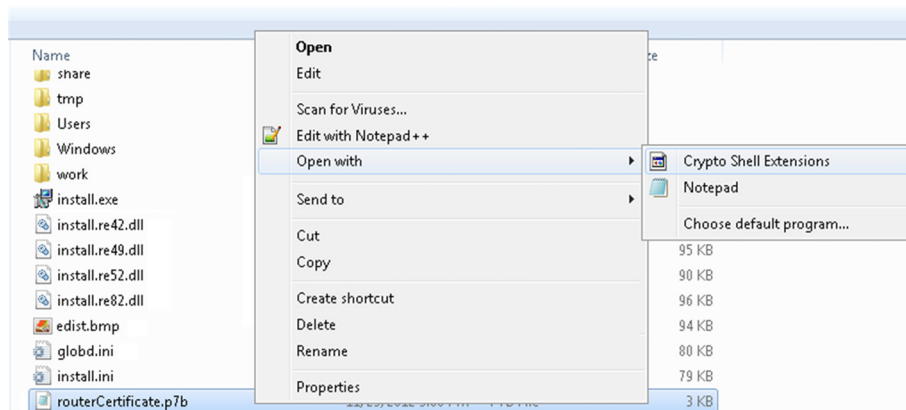 Name
share
tmp
Users
Windows
work
install.exe
install.re42.dll
install.re49.dll
install.re52.dll
install.re82.dll
edist.bmp
globd.ini
install.ini
routerCertificate.p7b
Open
Edit
Scan for Viruses...
Edit with Notepad++
Open with
Send to
Cut
Copy
Create shortcut
Delete
Rename
Properties
Crypto Shell Extensions
Notepad
Choose default program...
95 KB
90 KB
96 KB
94 KB
80 KB
79 KB
3 KB